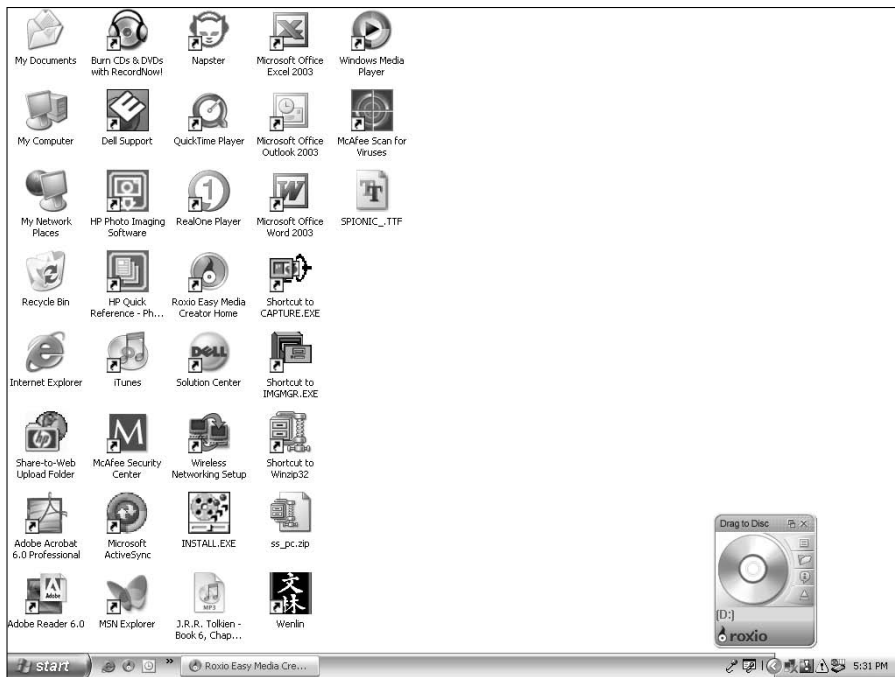 My Documents
Burn CDs & DVDs
with RecordNow!
Napster
Microsoft Office
Excel 2003
Windows Media
Player
My Computer
Dell Support
QuickTime Player
Microsoft Office
Outlook 2003
McAfee Scan for
Viruses
My Network
Places
HP Photo Imaging
Software
RealOne Player
Microsoft Office
Word 2003
SPIONIC_.TTF
Recycle Bin
HP Quick
Reference - Ph...
Roxio Easy Media
Creator Home
Shortcut to
CAPTURE.EXE
Internet Explorer
iTunes
DELL
Solution Center
Shortcut to
IMGMGR.EXE
Share-to-Web
Upload Folder
McAfee Security
Center
Wireless
Networking Setup
Shortcut to
Winzip32
Adobe Acrobat
6.0 Professional
Microsoft
ActiveSync
INSTALL.EXE
ss_pc.zip
Adobe
Adobe Reader 6.0
MSN Explorer
MP3
J.R.R. Tolkien -
Book 6, Chap...
文林
Wenlin
Drag to Disc
(D:)
roxio
start
Roxio Easy Media Cre...
5:31 PM